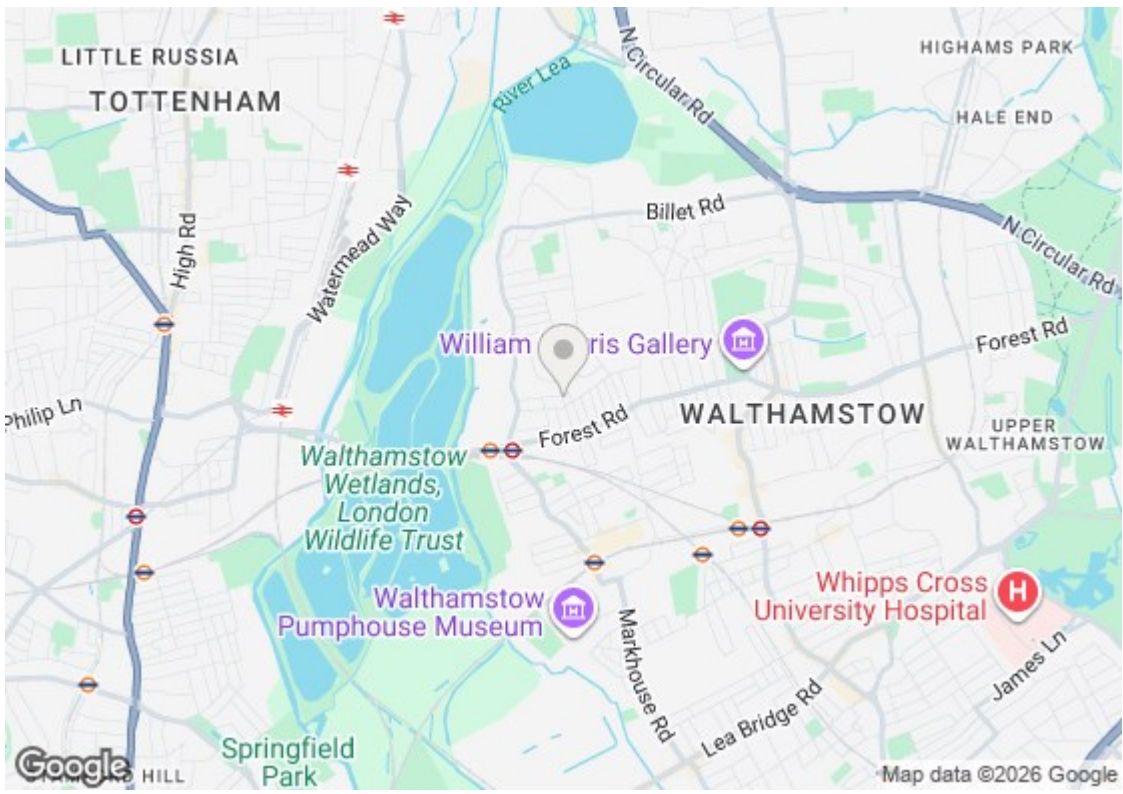 LITTLE RUSSIA
TOTTENHAM
High Rd
Watermead Way
River Lea
N Circular Rd
HIGHAMS PARK
HALE END
Billet Rd
N Circular Rd
William
ris Gallery
Forest Rd
Philip Ln
Forest Rd
WALTHAMSTOW
UPPER
WALTHAMSTOW
Walthamstow
Wetlands,
London
Wildlife Trust
Walthamstow
Pumphouse Museum
Markhouse Rd
Whipps Cross
University Hospital
H
James Ln
Lea Bridge Rd
Springfield
Park
Google
HILL
Map data ©2026 Google